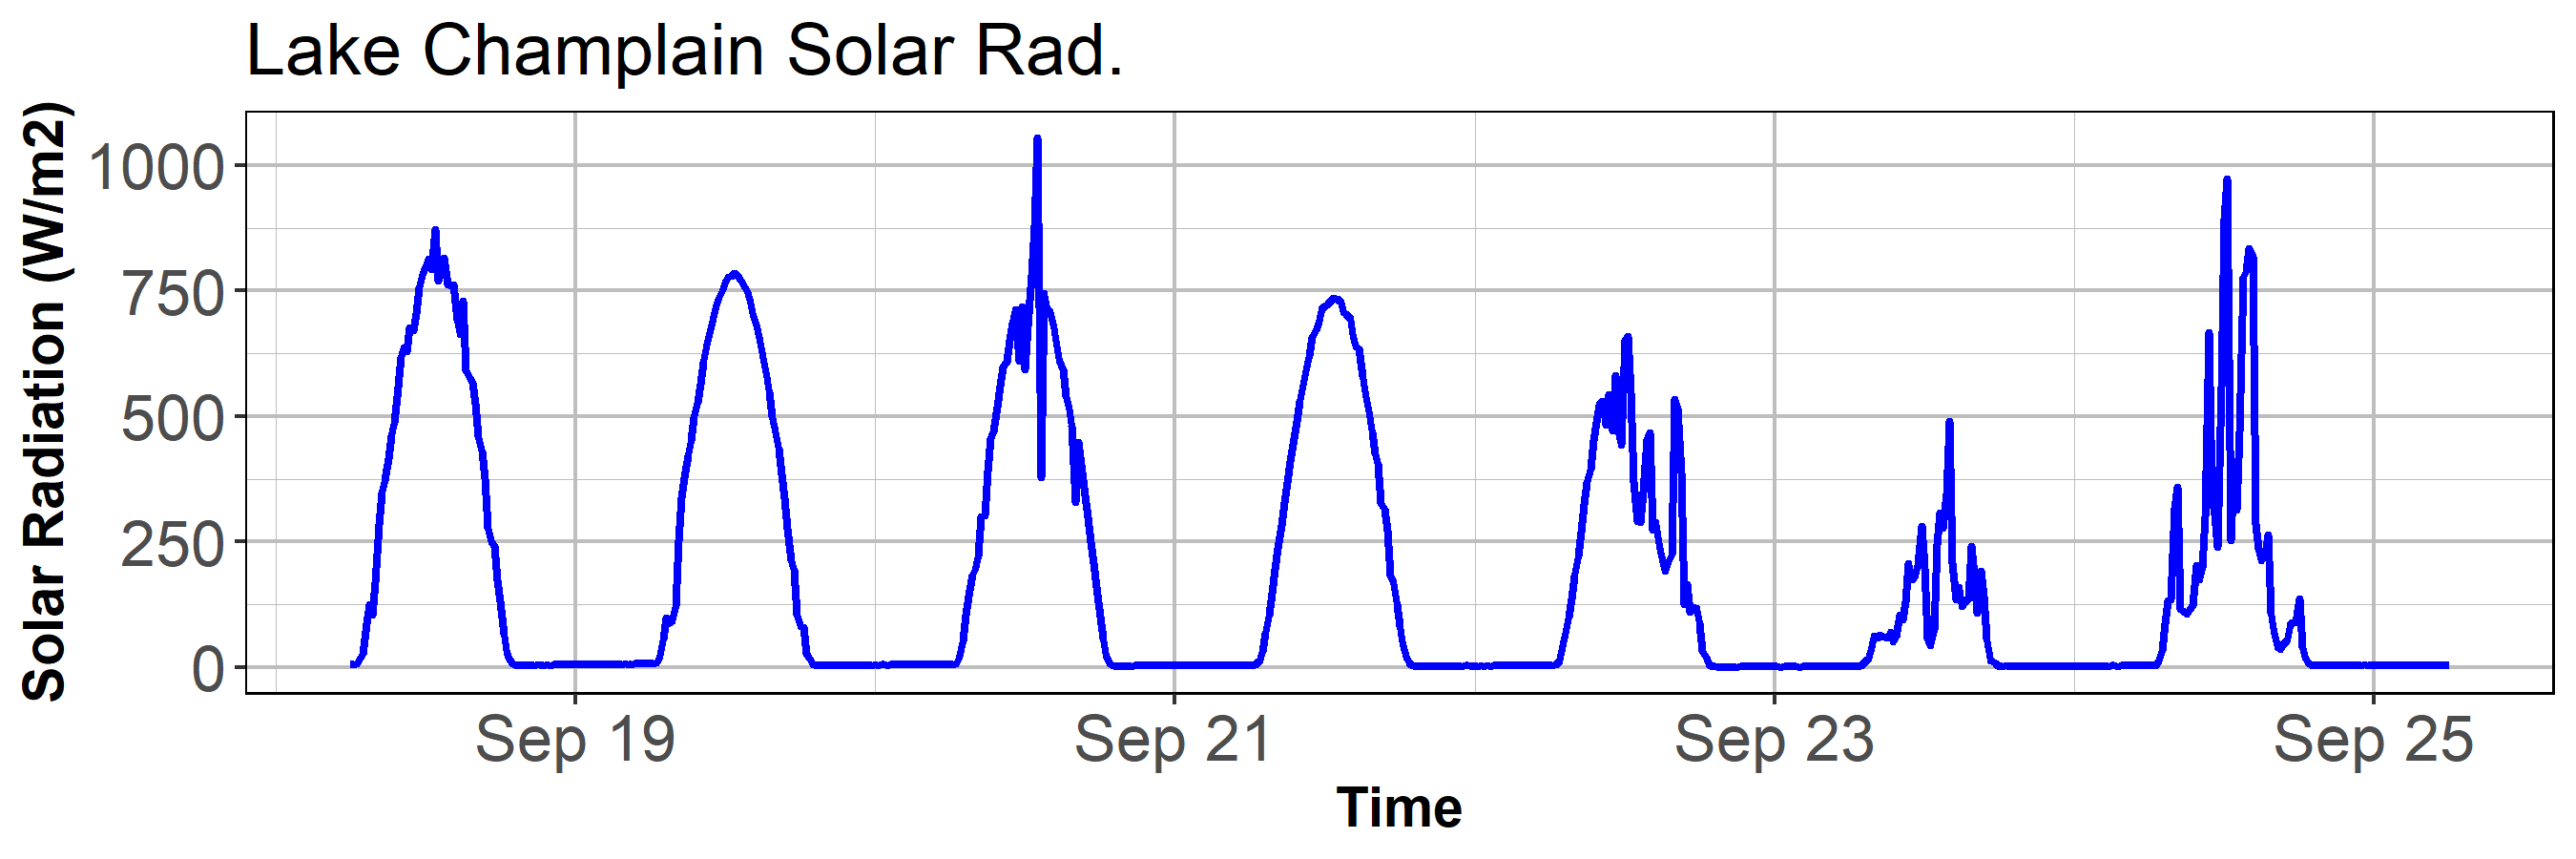 Lake Champlain Solar Rad.
Solar Radiation (W/m2)
1000
750
500
250
0
Sep 19
Sep 21
Sep 23
Sep 25
Time